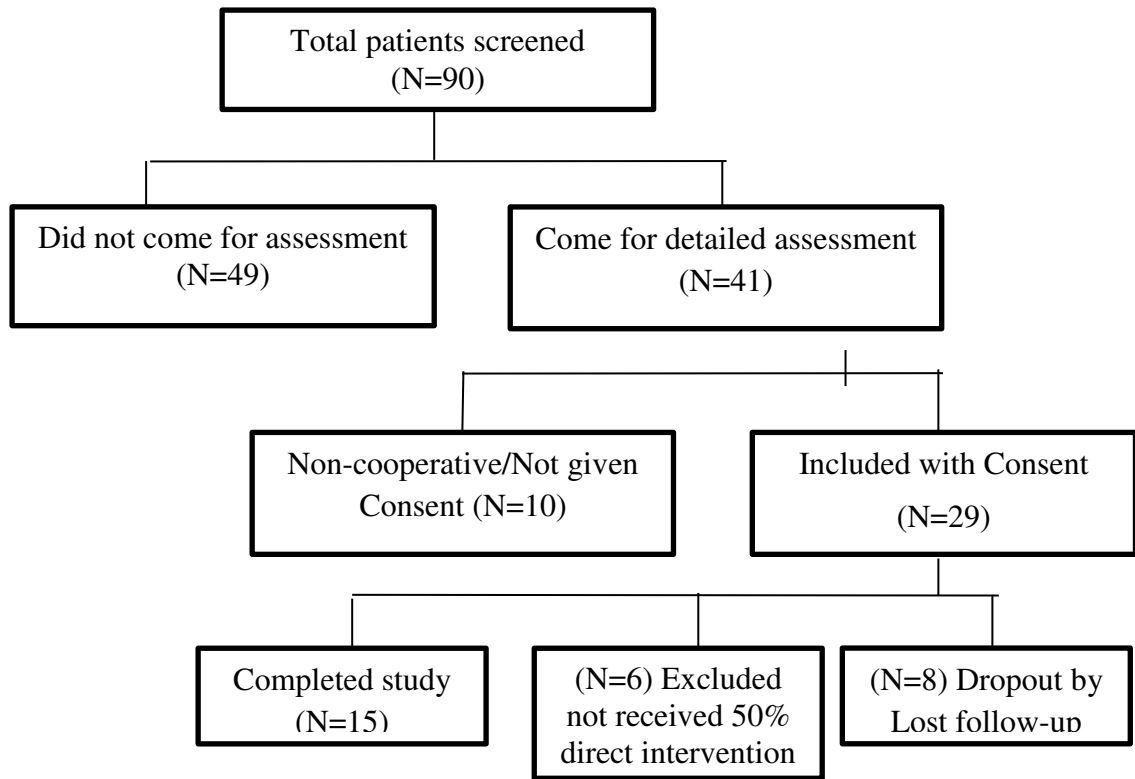 Total patients screened
(N=90)
Did not come for assessment
(N=49)
Come for detailed assessment
(N=41)
Non-cooperative/Not given
Consent (N=10)
Included with Consent
(N=29)
Completed study
(N=15)
(N=6) Excluded
not received 50%
direct intervention
(N=8) Dropout by
Lost follow-up